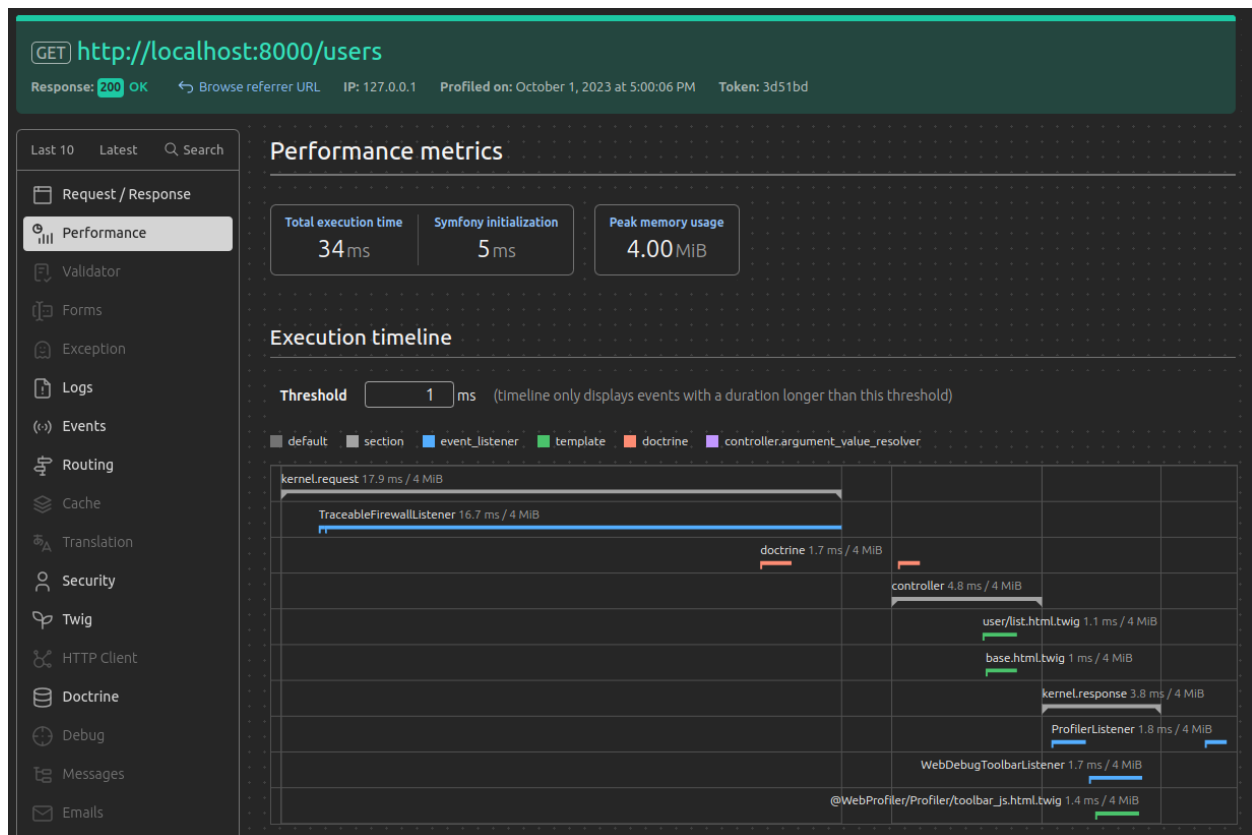 GET http://localhost:8000/users
Response: 200 OK Browse referrer URL IP: 127.0.0.1 Profiled on: October 1, 2023 at 5:00:06 PM Token: 3d51bd
Last 10 Latest Search
Request / Response
Performance
Validator
Forms
Exception
Logs
Events
Routing
Cache
Translation
Security
Twig
HTTP Client
Doctrine
Debug
Messages
Emails
Performance metrics
Total execution time Symfony initialization Peak memory usage
34 ms 5 ms 4.00 MiB
Execution timeline
Threshold 1 ms (timeline only displays events with a duration longer than this threshold)
default section event_listener template doctrine controller.argument_value_resolver
kernel.request 17.9 ms / 4 MiB
TraceableFirewallListener 16.7 ms / 4 MiB
doctrine 1.7 ms / 4 MiB
controller 4.8 ms / 4 MiB
user/list.html.twig 1.1 ms / 4 MiB
base.html.twig 1 ms / 4 MiB
kernel.response 3.8 ms / 4 MiB
ProfilerListener 1.8 ms / 4 MiB
WebDebugToolbarListener 1.7 ms / 4 MiB
@WebProfiler/Profiler/toolbar_js.html.twig 1.4 ms / 4 MiB